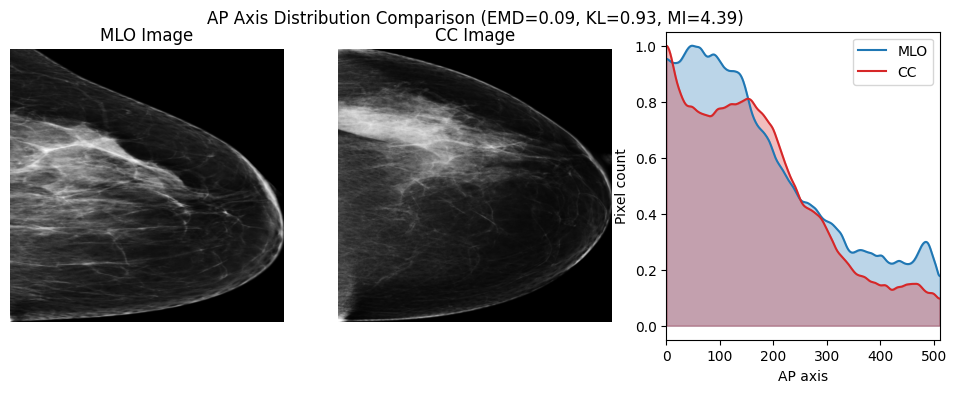 AP Axis Distribution Comparison (EMD=0.09, KL=0.93, MI=4.39)
MLO Image
CC Image
MLO
CC
Pixel count
1.0
0.8
0.6
0.4
0.2
0.0
0 100 200 300 400 500
AP axis